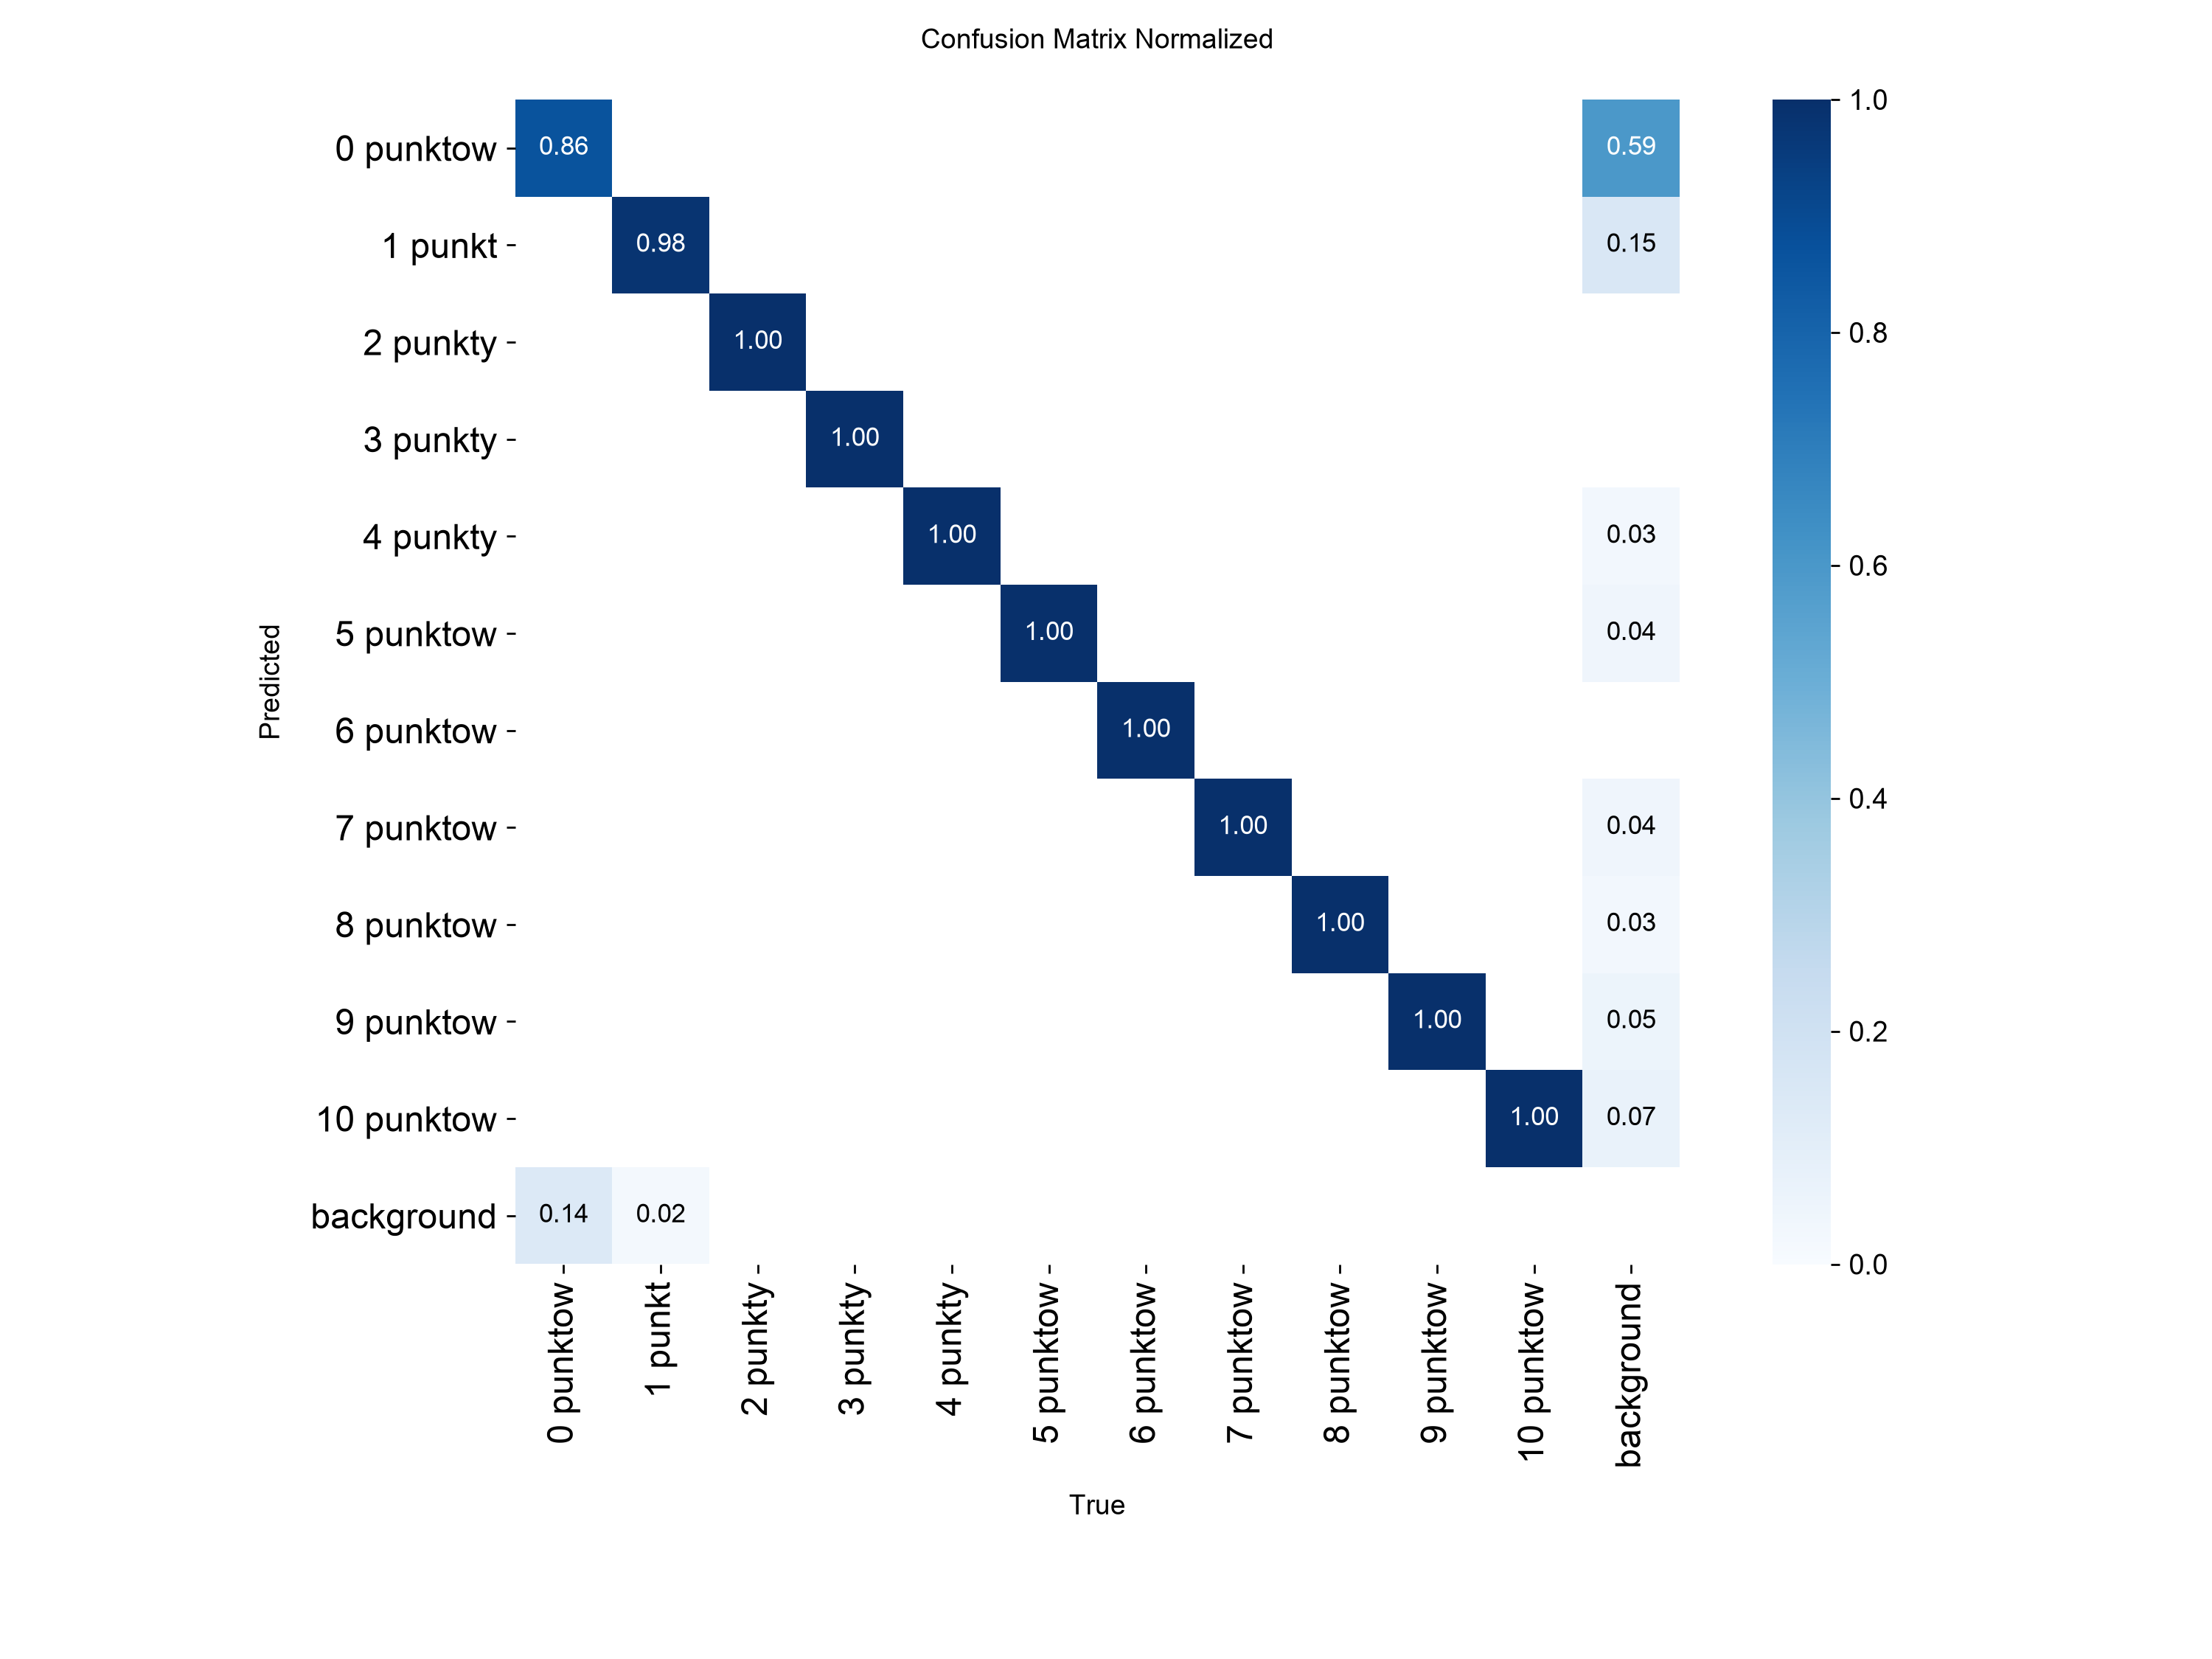 Confusion Matrix Normalized
0 punktow 0.86 0.59
1 punkt 0.98 0.15
2 punkty 1.00
3 punkty 1.00
4 punkty 1.00 0.03
5 punktow 1.00 0.04
6 punktow 1.00
7 punktow 1.00 0.04
8 punktow 1.00 0.03
9 punktow 1.00 0.05
10 punktow 1.00 0.07
background 0.14 0.02
Predicted
0 punktow
1 punkt
2 punkty
3 punkty
4 punkty
5 punktow
6 punktow
7 punktow
8 punktow
9 punktow
10 punktow
background
True
1.0
0.8
0.6
0.4
0.2
0.0